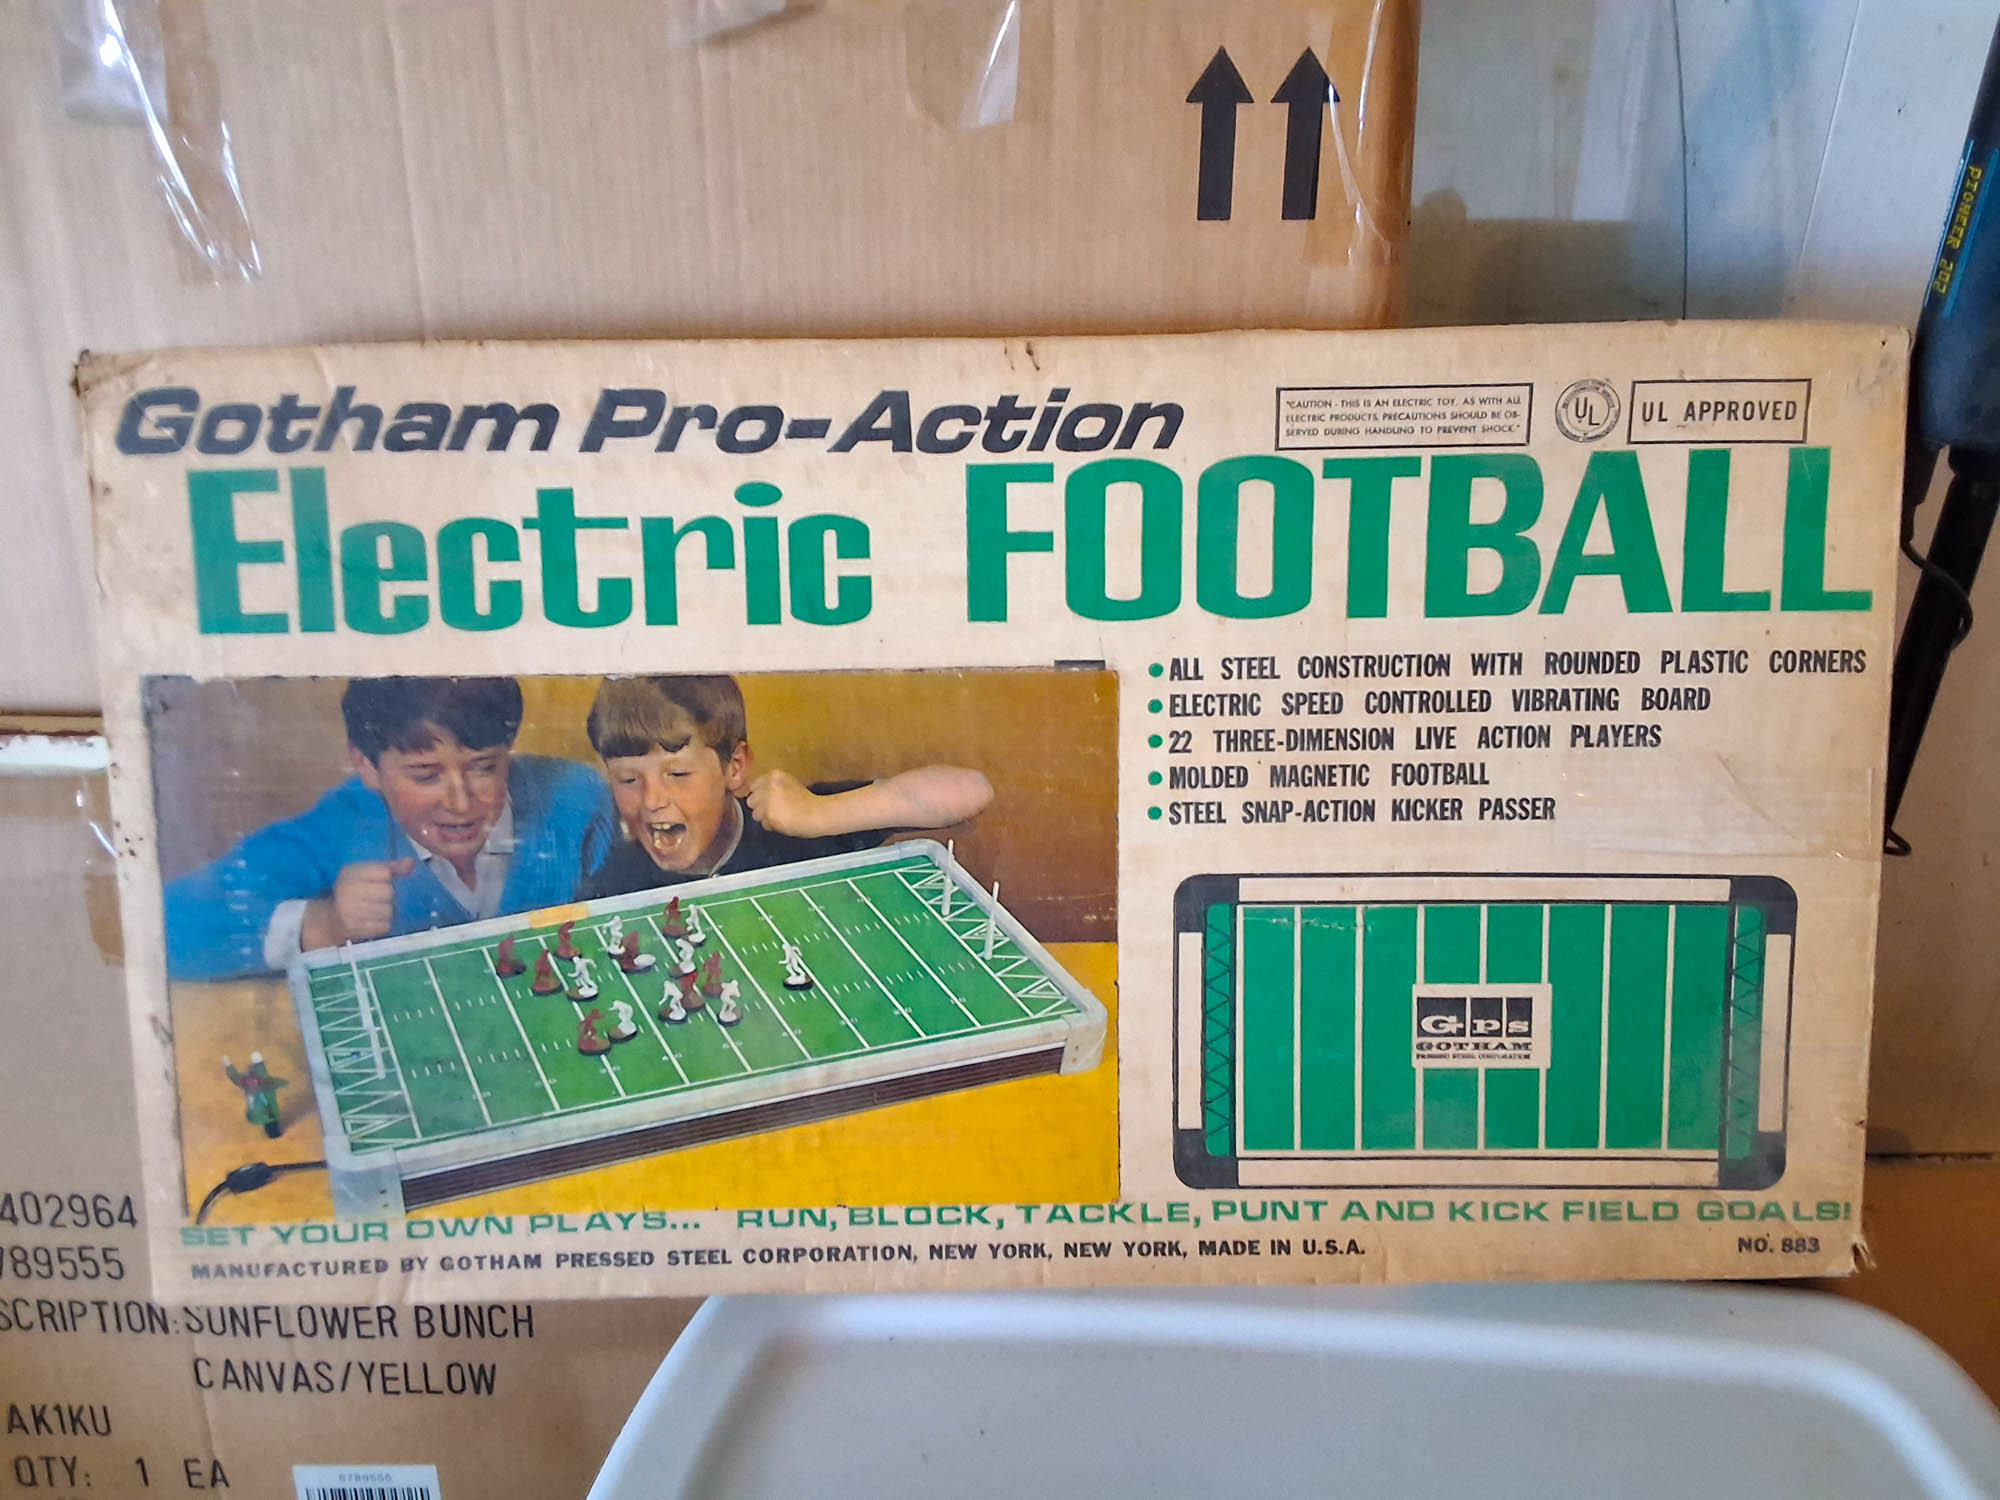 PIONEER 202
Gotham Pro-Action
"CAUTION - THIS IS AN ELECTRIC TOY. AS WITH ALL
ELECTRIC PRODUCTS, PRECAUTIONS SHOULD BE OB-
SERVED DURING HANDLING TO PREVENT SHOCK."
UL
UL APPROVED
Electric FOOTBALL
• ALL STEEL CONSTRUCTION WITH ROUNDED PLASTIC CORNERS
• ELECTRIC SPEED CONTROLLED VIBRATING BOARD
• 22 THREE-DIMENSION LIVE ACTION PLAYERS
• MOLDED MAGNETIC FOOTBALL
• STEEL SNAP-ACTION KICKER PASSER
Gps
GOTHAM
PRESSED STEEL CORPORATION
SET YOUR OWN PLAYS... RUN, BLOCK, TACKLE, PUNT AND KICK FIELD GOALS!
MANUFACTURED BY GOTHAM PRESSED STEEL CORPORATION, NEW YORK, NEW YORK, MADE IN U.S.A.
NO. 883
402964
789555
SCRIPTION: SUNFLOWER BUNCH
CANVAS/YELLOW
AK1KU
QTY: 1 EA
6789555